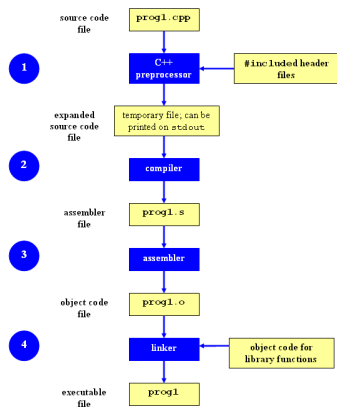 source code
file
prog1.cpp
1
C++
preprocessor
#included header
files
expanded
source code
file
temporary file; can be
printed on stdout
2
compiler
assembler
file
prog1.s
3
assembler
object code
file
prog1.o
4
linker
object code for
library functions
executable
file
prog1